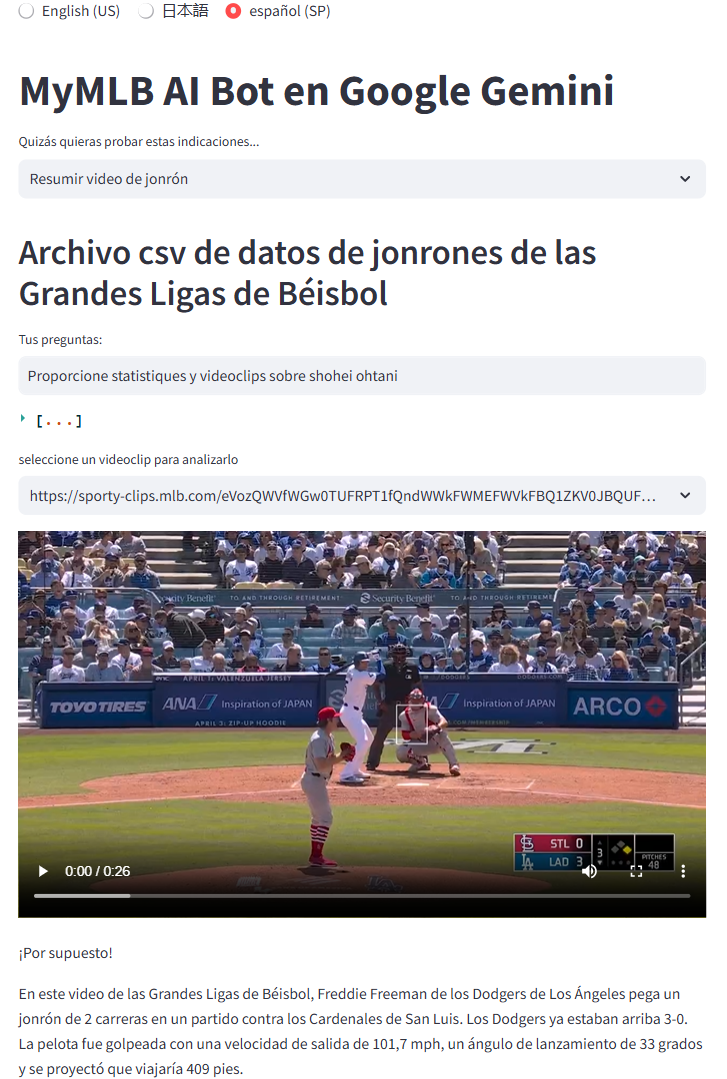 English (US) 日本語 español (SP)
MyMLB AI Bot en Google Gemini
Quizás quieras probar estas indicaciones...
Resumir video de jonrón
Archivo csv de datos de jonrones de las
Grandes Ligas de Béisbol
Tus preguntas:
Proporcione statistiques y videoclips sobre shohei ohtani
[...]
seleccione un videoclip para analizarlo
https://sporty-clips.mlb.com/eVozQWVfWGw0TUFRPT1fQndWWkFWMEFWVkFBQ1ZKV0JBQUF...
Security Benefit TO AND THROUGH RETIREMENT Security Benefit TO AND THROUGH RETIREMENT
APRIL 1: VALENZUELA JERSEY
TOYO TIRES ANA Inspiration of JAPAN ANA Inspiration of JAPAN ARCO
APRIL 3: ZIP-UP HOODIE
STL 0
LAD 3
3
PITCHES
48
0:00 / 0:26
¡Por supuesto!
En este video de las Grandes Ligas de Béisbol, Freddie Freeman de los Dodgers de Los Ángeles pega un
jonrón de 2 carreras en un partido contra los Cardenales de San Luis. Los Dodgers ya estaban arriba 3-0.
La pelota fue golpeada con una velocidad de salida de 101,7 mph, un ángulo de lanzamiento de 33 grados
y se proyectó que viajaría 409 pies.